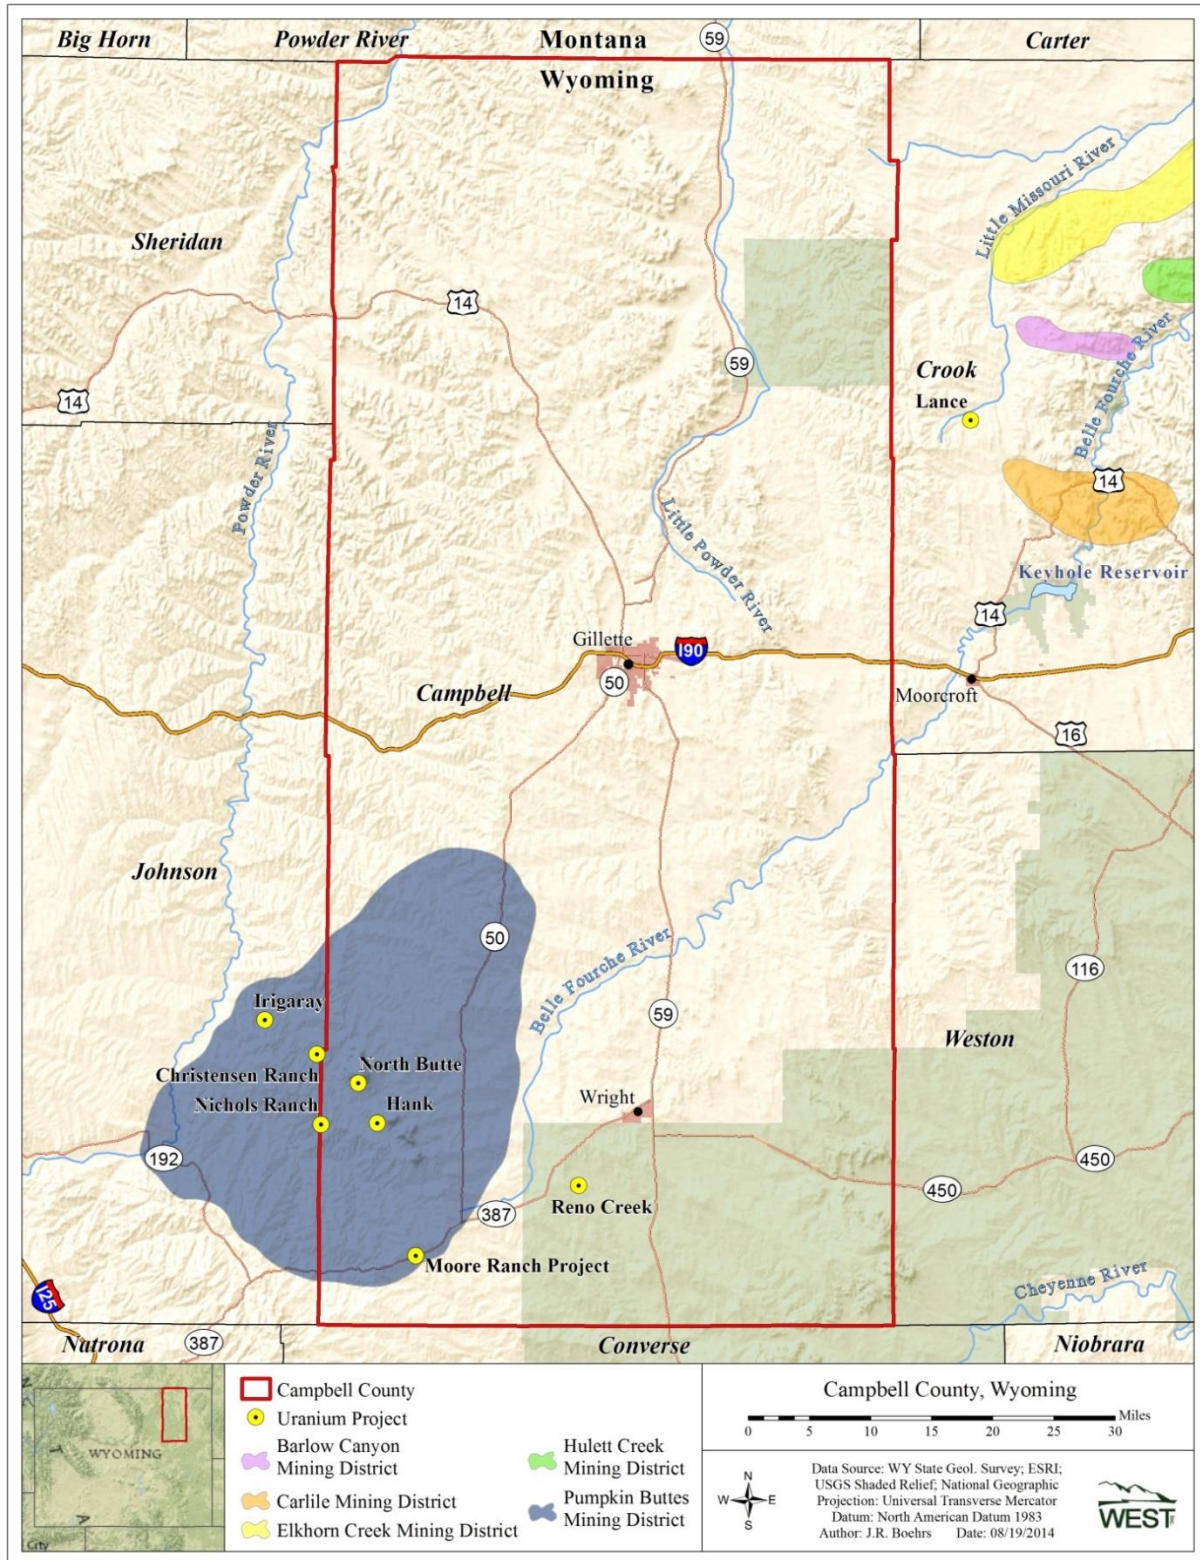 Big Horn
Powder River
Montana
59
Carter
Wyoming
Little Missouri River
Sheridan
14
59
14
Crook
Lance
Belle Fourche River
Powder River
14
Little Powder River
Keyhole Reservoir
14
Gillette
I90
50
Campbell
Moorcroft
16
Johnson
50
Belle Fourche River
116
Irigaray
59
Weston
Christensen Ranch
North Butte
Nichols Ranch
Hank
Wright
192
450
450
387
Reno Creek
Moore Ranch Project
Cheyenne River
I25
Natrona
387
Converse
Niobrara
WYOMING
City
Campbell County
Uranium Project
Barlow Canyon
Mining District
Carlile Mining District
Elkhorn Creek Mining District
Hulett Creek
Mining District
Pumpkin Buttes
Mining District
Campbell County, Wyoming
Miles
0 5 10 15 20 25 30
N
W E
S
Data Source: WY State Geol. Survey; ESRI;
USGS Shaded Relief; National Geographic
Projection: Universal Transverse Mercator
Datum: North American Datum 1983
Author: J.R. Boehrs Date: 08/19/2014
WEST